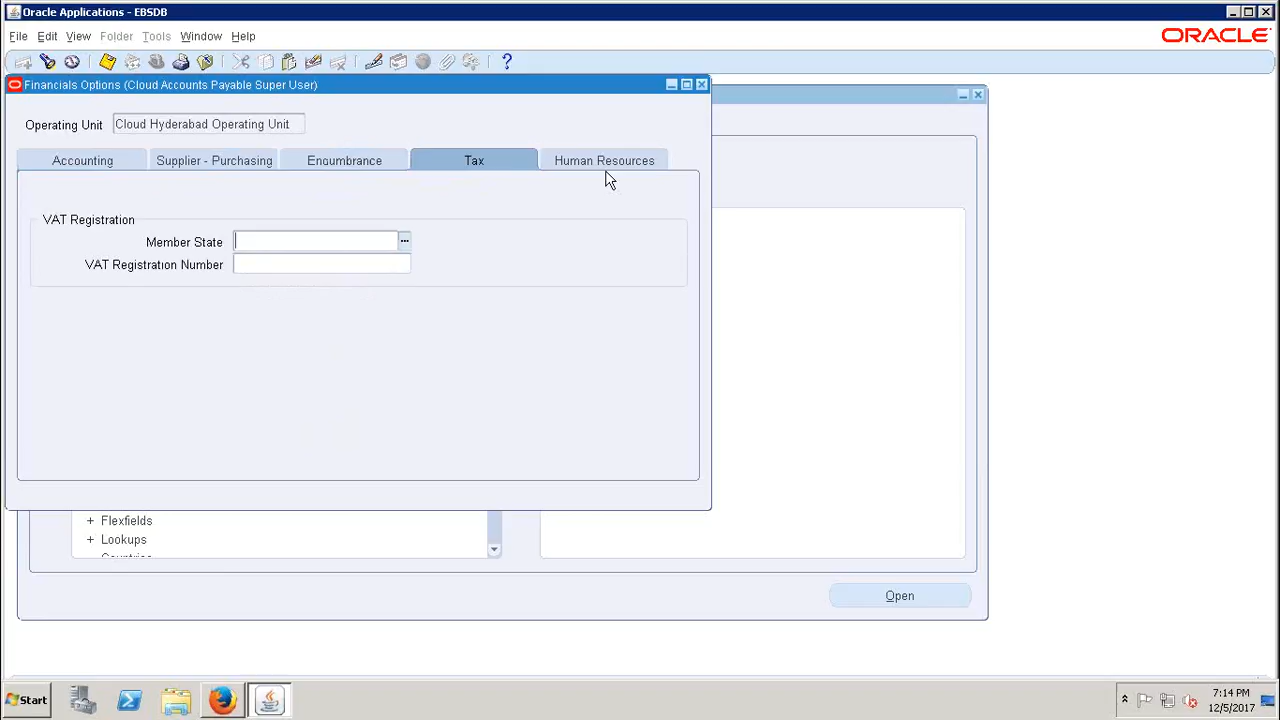 Oracle Applications - EBSDB
File Edit View Folder Tools Window Help
ORACLE
Financials Options (Cloud Accounts Payable Super User)
Operating Unit Cloud Hyderabad Operating Unit
Accounting Supplier - Purchasing Encumbrance Tax Human Resources
VAT Registration
Member State
VAT Registration Number
+ Flexfields
+ Lookups
Countries
Open
Start
7:14 PM
12/5/2017